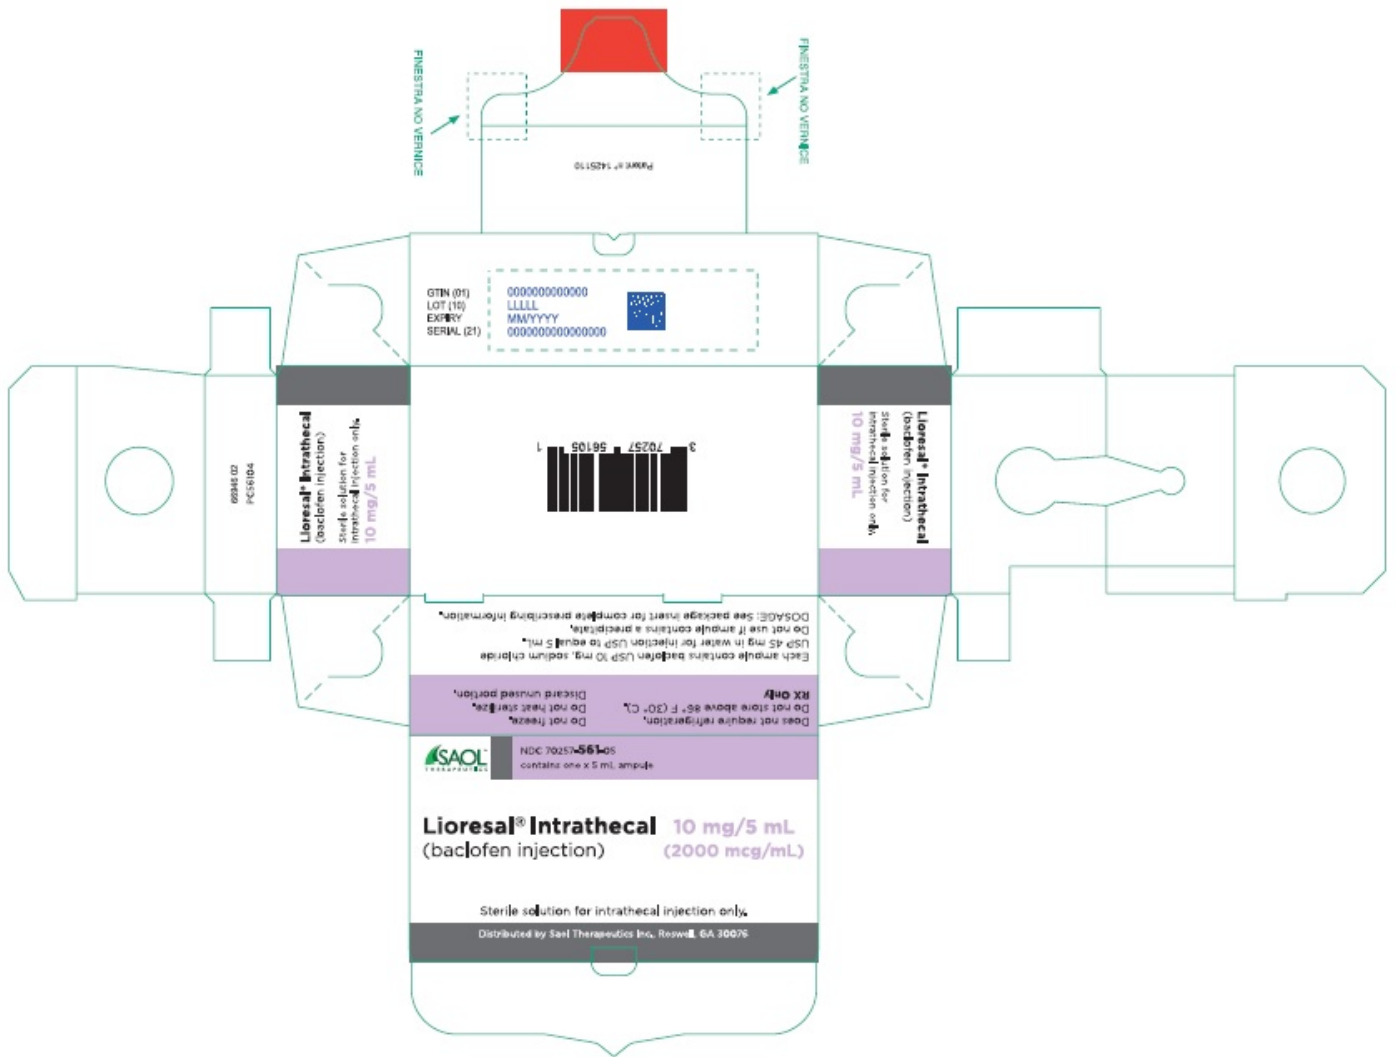 FINESTRA NO VERNICE
FINESTRA NO VERNICE
Patent n° 1425110
GTIN (01) 0000000000000
LOT (10) LLLLL
EXPIRY MM/YYYY
SERIAL (21) 000000000000000
PC56104
Lioresal® Intrathecal
(baclofen injection)
Sterile solution for
intrathecal injection only.
10 mg/5 mL
3 70257 56105 1
Lioresal® Intrathecal
(baclofen injection)
Sterile solution for
intrathecal injection only.
10 mg/5 mL
Each ampule contains baclofen USP 10 mg, sodium chloride
USP 45 mg in water for injection USP to equal 5 mL.
Do not use if ampule contains a precipitate.
DOSAGE: See package insert for complete prescribing information.
Does not require refrigeration.
Do not store above 86° F (30° C).
RX Only
Do not freeze.
Do not heat sterilize.
Discard unused portion.
SAOL™
THERAPEUTICS
NDC 70257-561-05
contains one x 5 mL ampule
Lioresal® Intrathecal 10 mg/5 mL
(baclofen injection) (2000 mcg/mL)
Sterile solution for intrathecal injection only.
Distributed by Saol Therapeutics Inc., Roswell, GA 30076